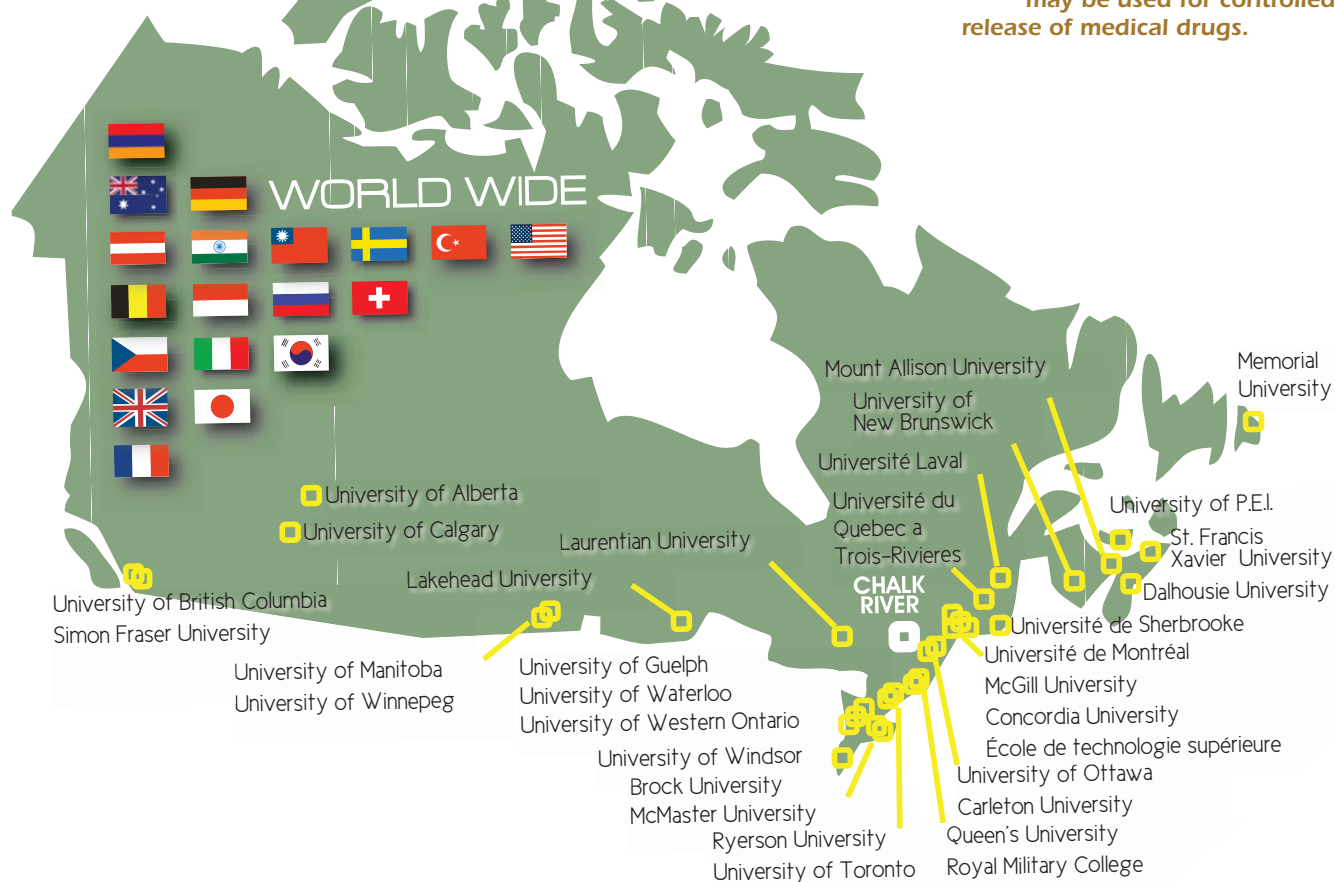 may be used for controlled
release of medical drugs.
WORLD WIDE
Mount Allison University
University of
New Brunswick
Université Laval
Université du
Quebec a
Trois-Rivieres
Memorial
University
University of P.E.I.
St. Francis
Xavier University
Dalhousie University
University of Alberta
University of Calgary
Laurentian University
Lakehead University
CHALK
RIVER
University of British Columbia
Simon Fraser University
University of Manitoba
University of Winnepeg
University of Guelph
University of Waterloo
University of Western Ontario
University of Windsor
Brock University
McMaster University
Ryerson University
University of Toronto
Université de Sherbrooke
Université de Montréal
McGill University
Concordia University
École de technologie supérieure
University of Ottawa
Carleton University
Queen's University
Royal Military College